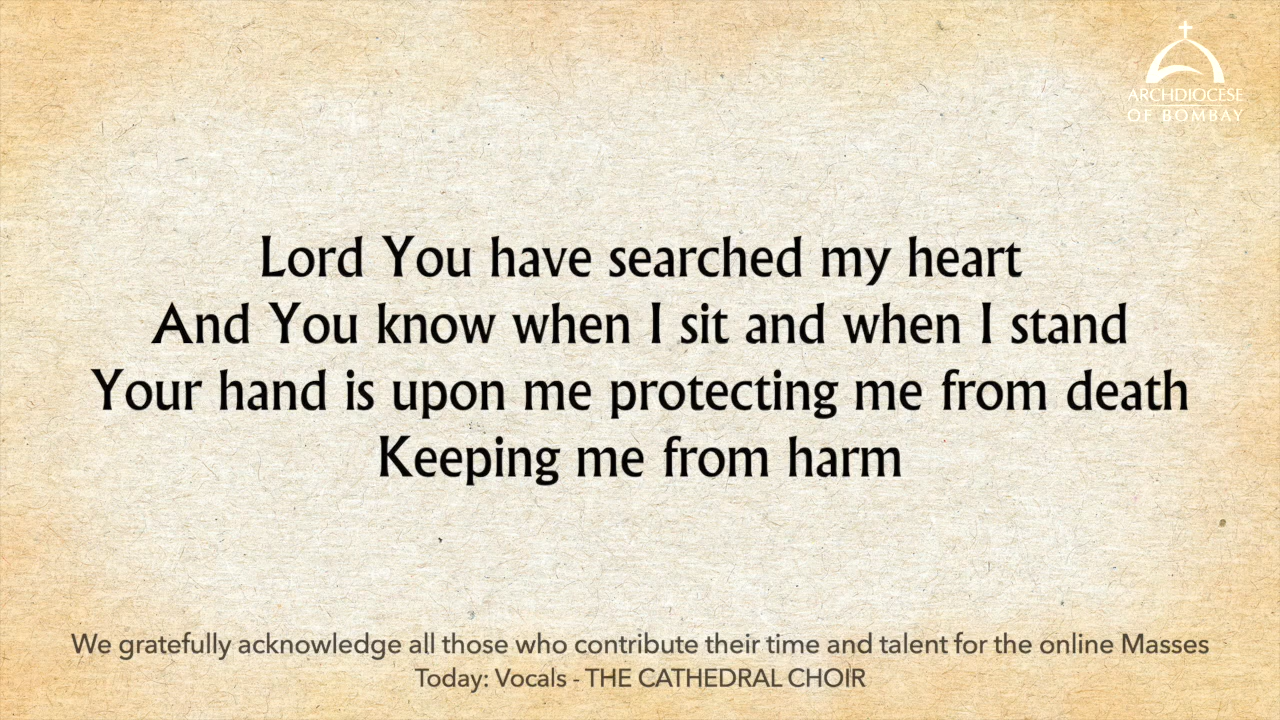 ARCHDIOCESE
OF BOMBAY
Lord You have searched my heart
And You know when I sit and when I stand
Your hand is upon me protecting me from death
Keeping me from harm
We gratefully acknowledge all those who contribute their time and talent for the online Masses
Today: Vocals - THE CATHEDRAL CHOIR